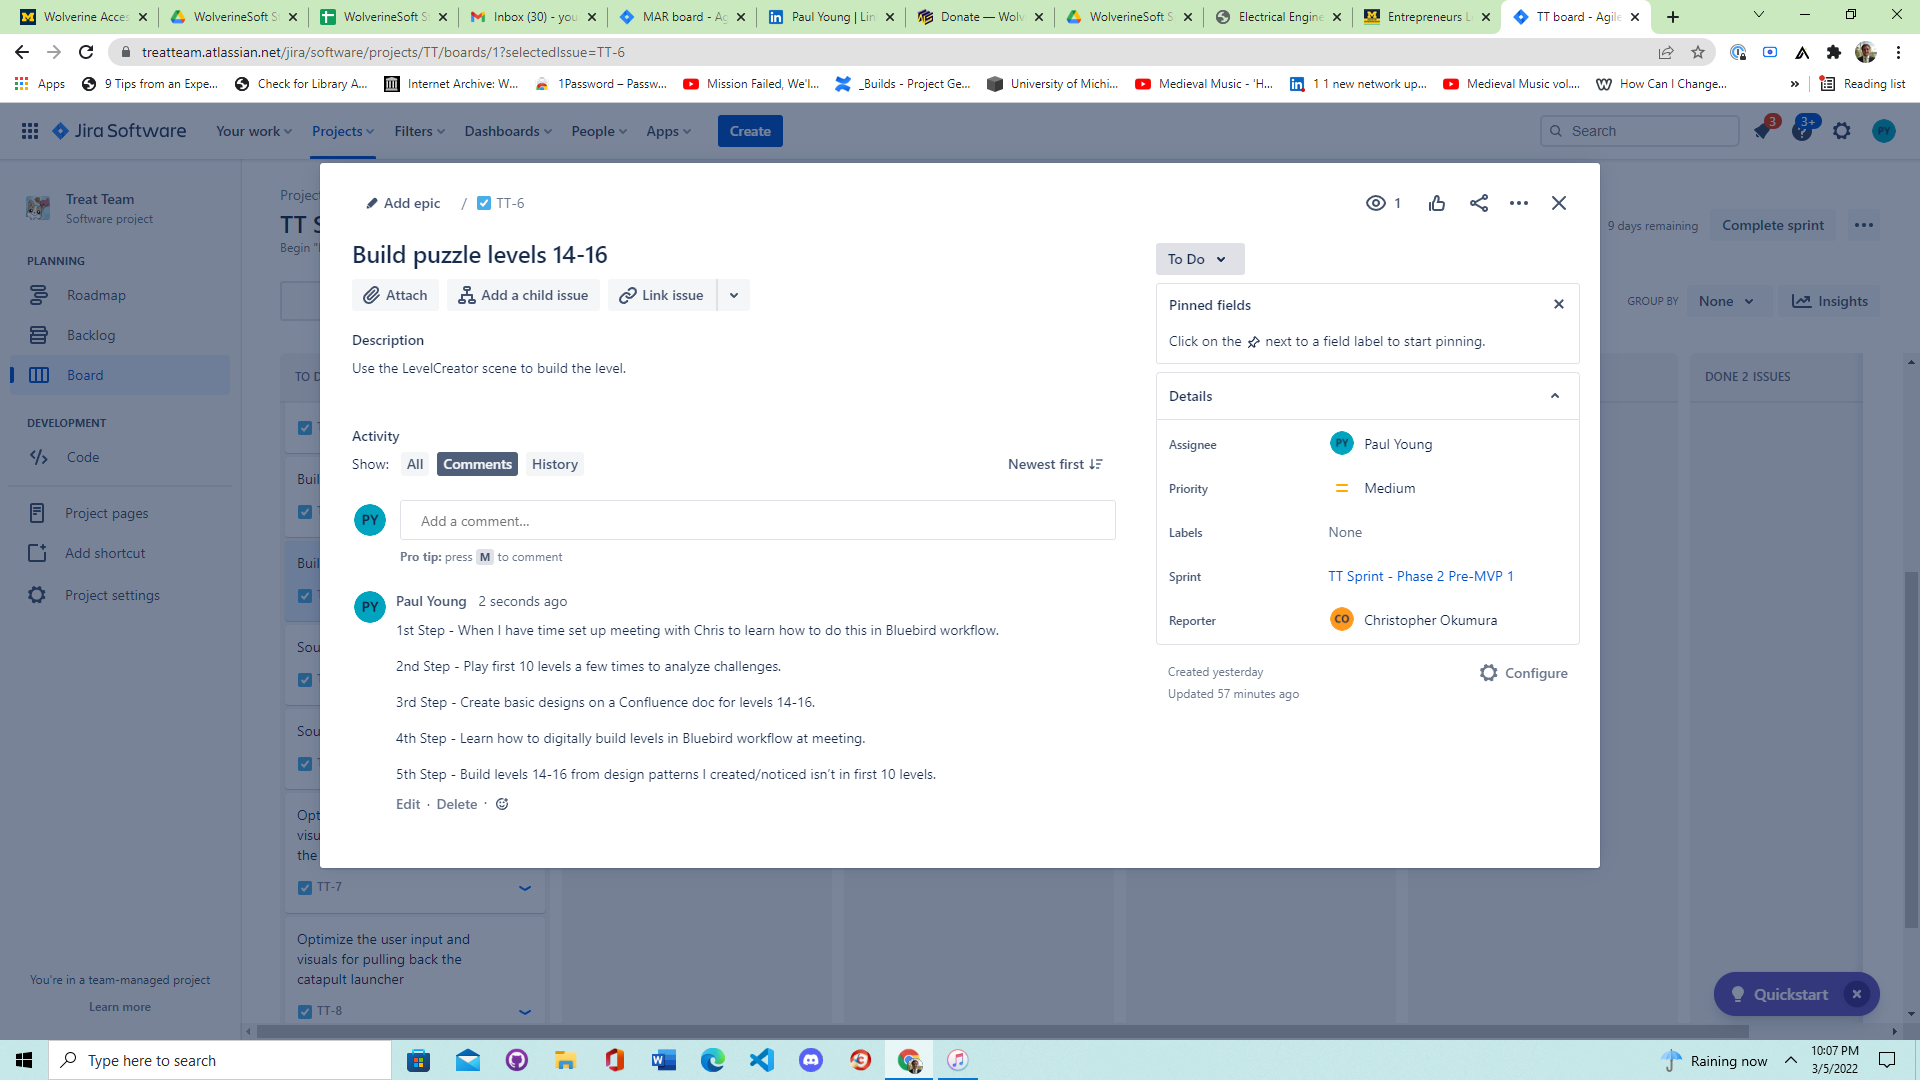 Wolverine Acces
WolverineSoft St
WolverineSoft St
Inbox (30) - you
MAR board - Ag
Paul Young | Lin
Donate — Wolv
WolverineSoft S
Electrical Engine
Entrepreneurs L
TT board - Agile
treatteam.atlassian.net/jira/software/projects/TT/boards/1?selectedIssue=TT-6
Apps
9 Tips from an Expe...
Check for Library A...
Internet Archive: W...
1Password – Passw...
Mission Failed, We'l...
_Builds - Project Ge...
University of Michi...
Medieval Music - 'H...
1 1 new network up...
Medieval Music vol....
How Can I Change...
»
Reading list
Jira Software
Your work
Projects
Filters
Dashboards
People
Apps
Create
Search
3
3+
PY
Treat Team
Software project
PLANNING
Roadmap
Backlog
Board
DEVELOPMENT
Code
Project pages
Add shortcut
Project settings
You're in a team-managed project
Learn more
Project
TT S
Begin "
9 days remaining
Complete sprint
GROUP BY
None
Insights
TO D
DONE 2 ISSUES
Buil
Buil
Sou
Sou
Opt
visu
the
TT-7
Optimize the user input and
visuals for pulling back the
catapult launcher
TT-8
Add epic
/
TT-6
1
Build puzzle levels 14-16
Attach
Add a child issue
Link issue
Description
Use the LevelCreator scene to build the level.
Activity
Show:
All
Comments
History
Newest first
PY
Add a comment...
Pro tip: press M to comment
PY
Paul Young 2 seconds ago
1st Step - When I have time set up meeting with Chris to learn how to do this in Bluebird workflow.
2nd Step - Play first 10 levels a few times to analyze challenges.
3rd Step - Create basic designs on a Confluence doc for levels 14-16.
4th Step - Learn how to digitally build levels in Bluebird workflow at meeting.
5th Step - Build levels 14-16 from design patterns I created/noticed isn't in first 10 levels.
Edit · Delete ·
To Do
Pinned fields
Click on the next to a field label to start pinning.
Details
Assignee
PY Paul Young
Priority
Medium
Labels
None
Sprint
TT Sprint - Phase 2 Pre-MVP 1
Reporter
CO Christopher Okumura
Created yesterday
Updated 57 minutes ago
Configure
Quickstart
Type here to search
Raining now
10:07 PM
3/5/2022